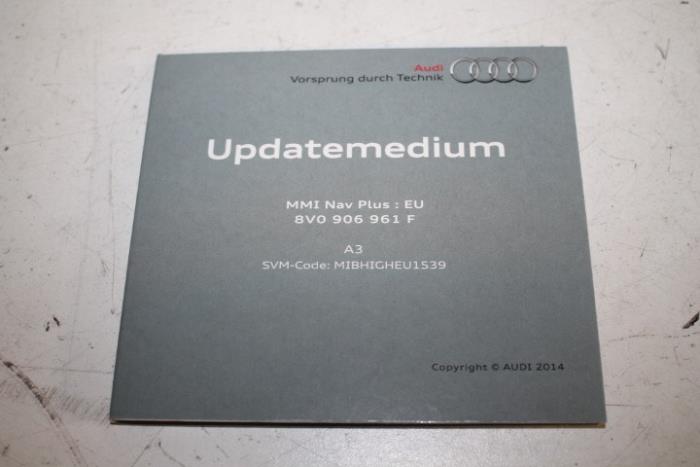 Audi
Vorsprung durch Technik
Updatemedium
MMI Nav Plus : EU
8V0 906 961 F
A3
SVM-Code: MIBHIGHEU1539
Copyright © AUDI 2014